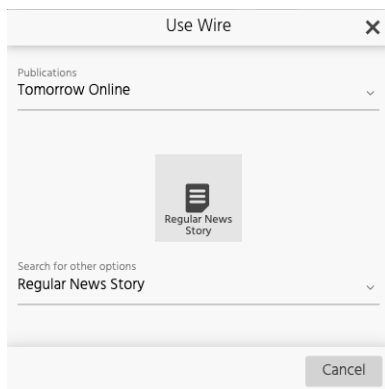 Use Wire
Publications
Tomorrow Online
Regular News
Story
Search for other options
Regular News Story
Cancel